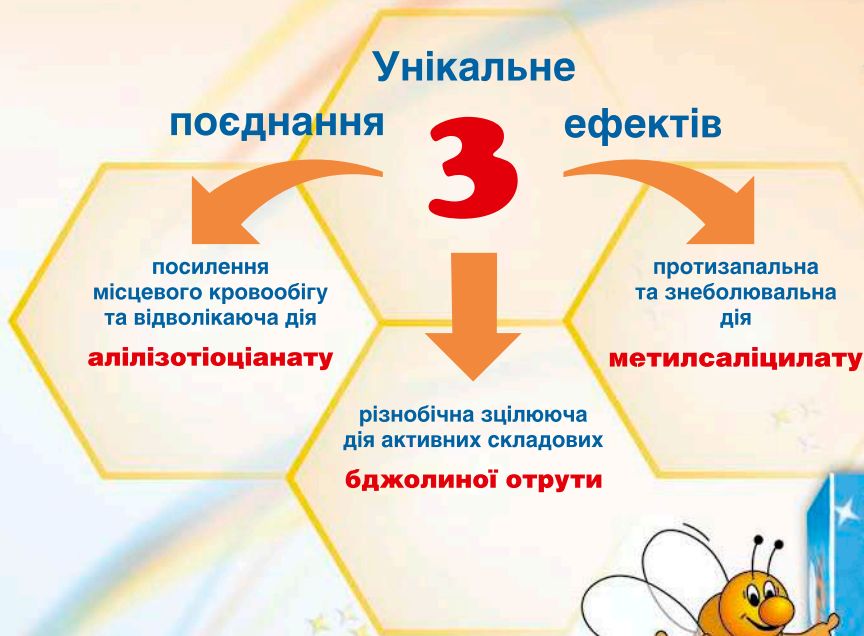 Унікальне
поєднання 3 ефектів
посилення
місцевого кровообігу
та відволікаюча дія
алілізотіоціанату
протизапальна
та знеболювальна
дія
метилсаліцилату
різнобічна зцілююча
дія активних складових
бджолиної отрути